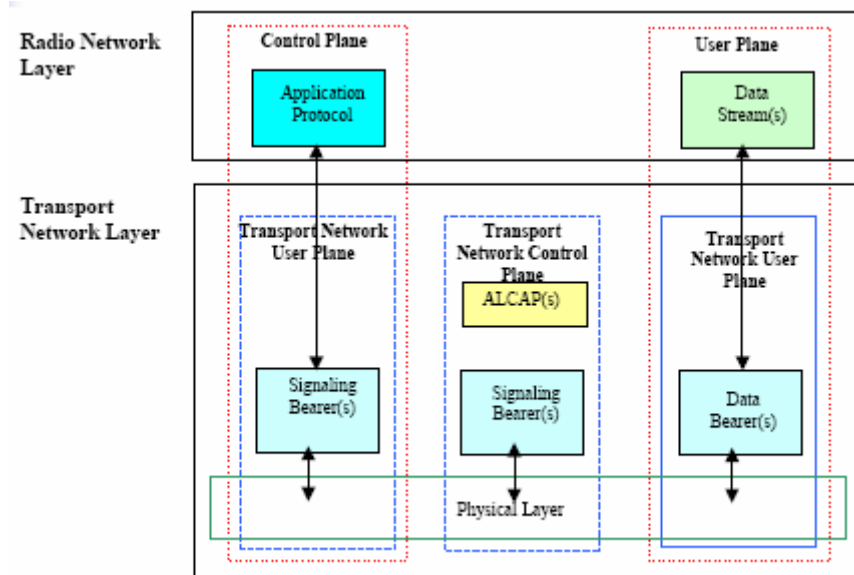 Radio Network
Layer
Control Plane
User Plane
Application
Protocol
Data
Stream(s)
Transport
Network Layer
Transport Network
User Plane
Transport
Network Control
Plane
Transport
Network User
Plane
ALCAP(s)
Signaling
Bearer(s)
Signaling
Bearer(s)
Data
Bearer(s)
Physical Layer